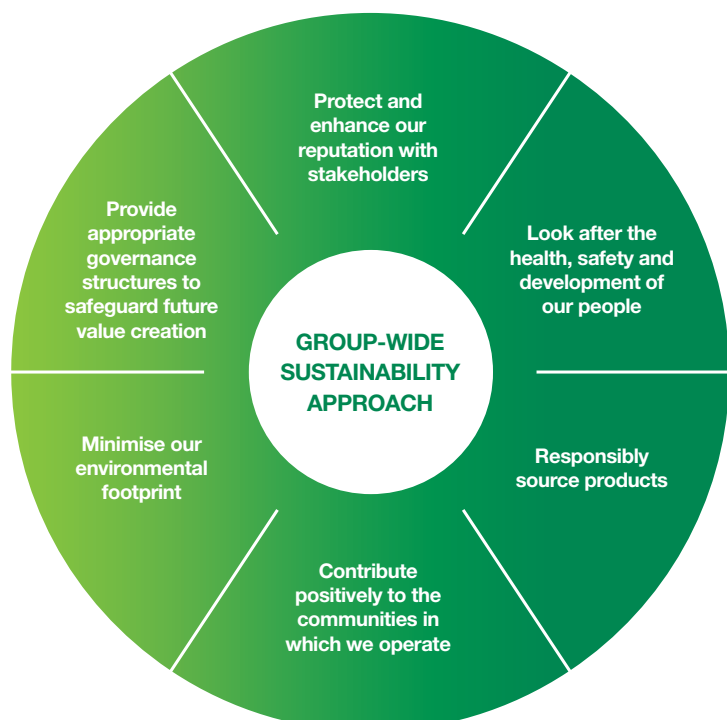 Protect and
enhance our
reputation with
stakeholders
Look after the
health, safety and
development of
our people
Responsibly
source products
Contribute
positively to the
communities in
which we operate
Minimise our
environmental
footprint
Provide
appropriate
governance
structures to
safeguard future
value creation
GROUP-WIDE
SUSTAINABILITY
APPROACH